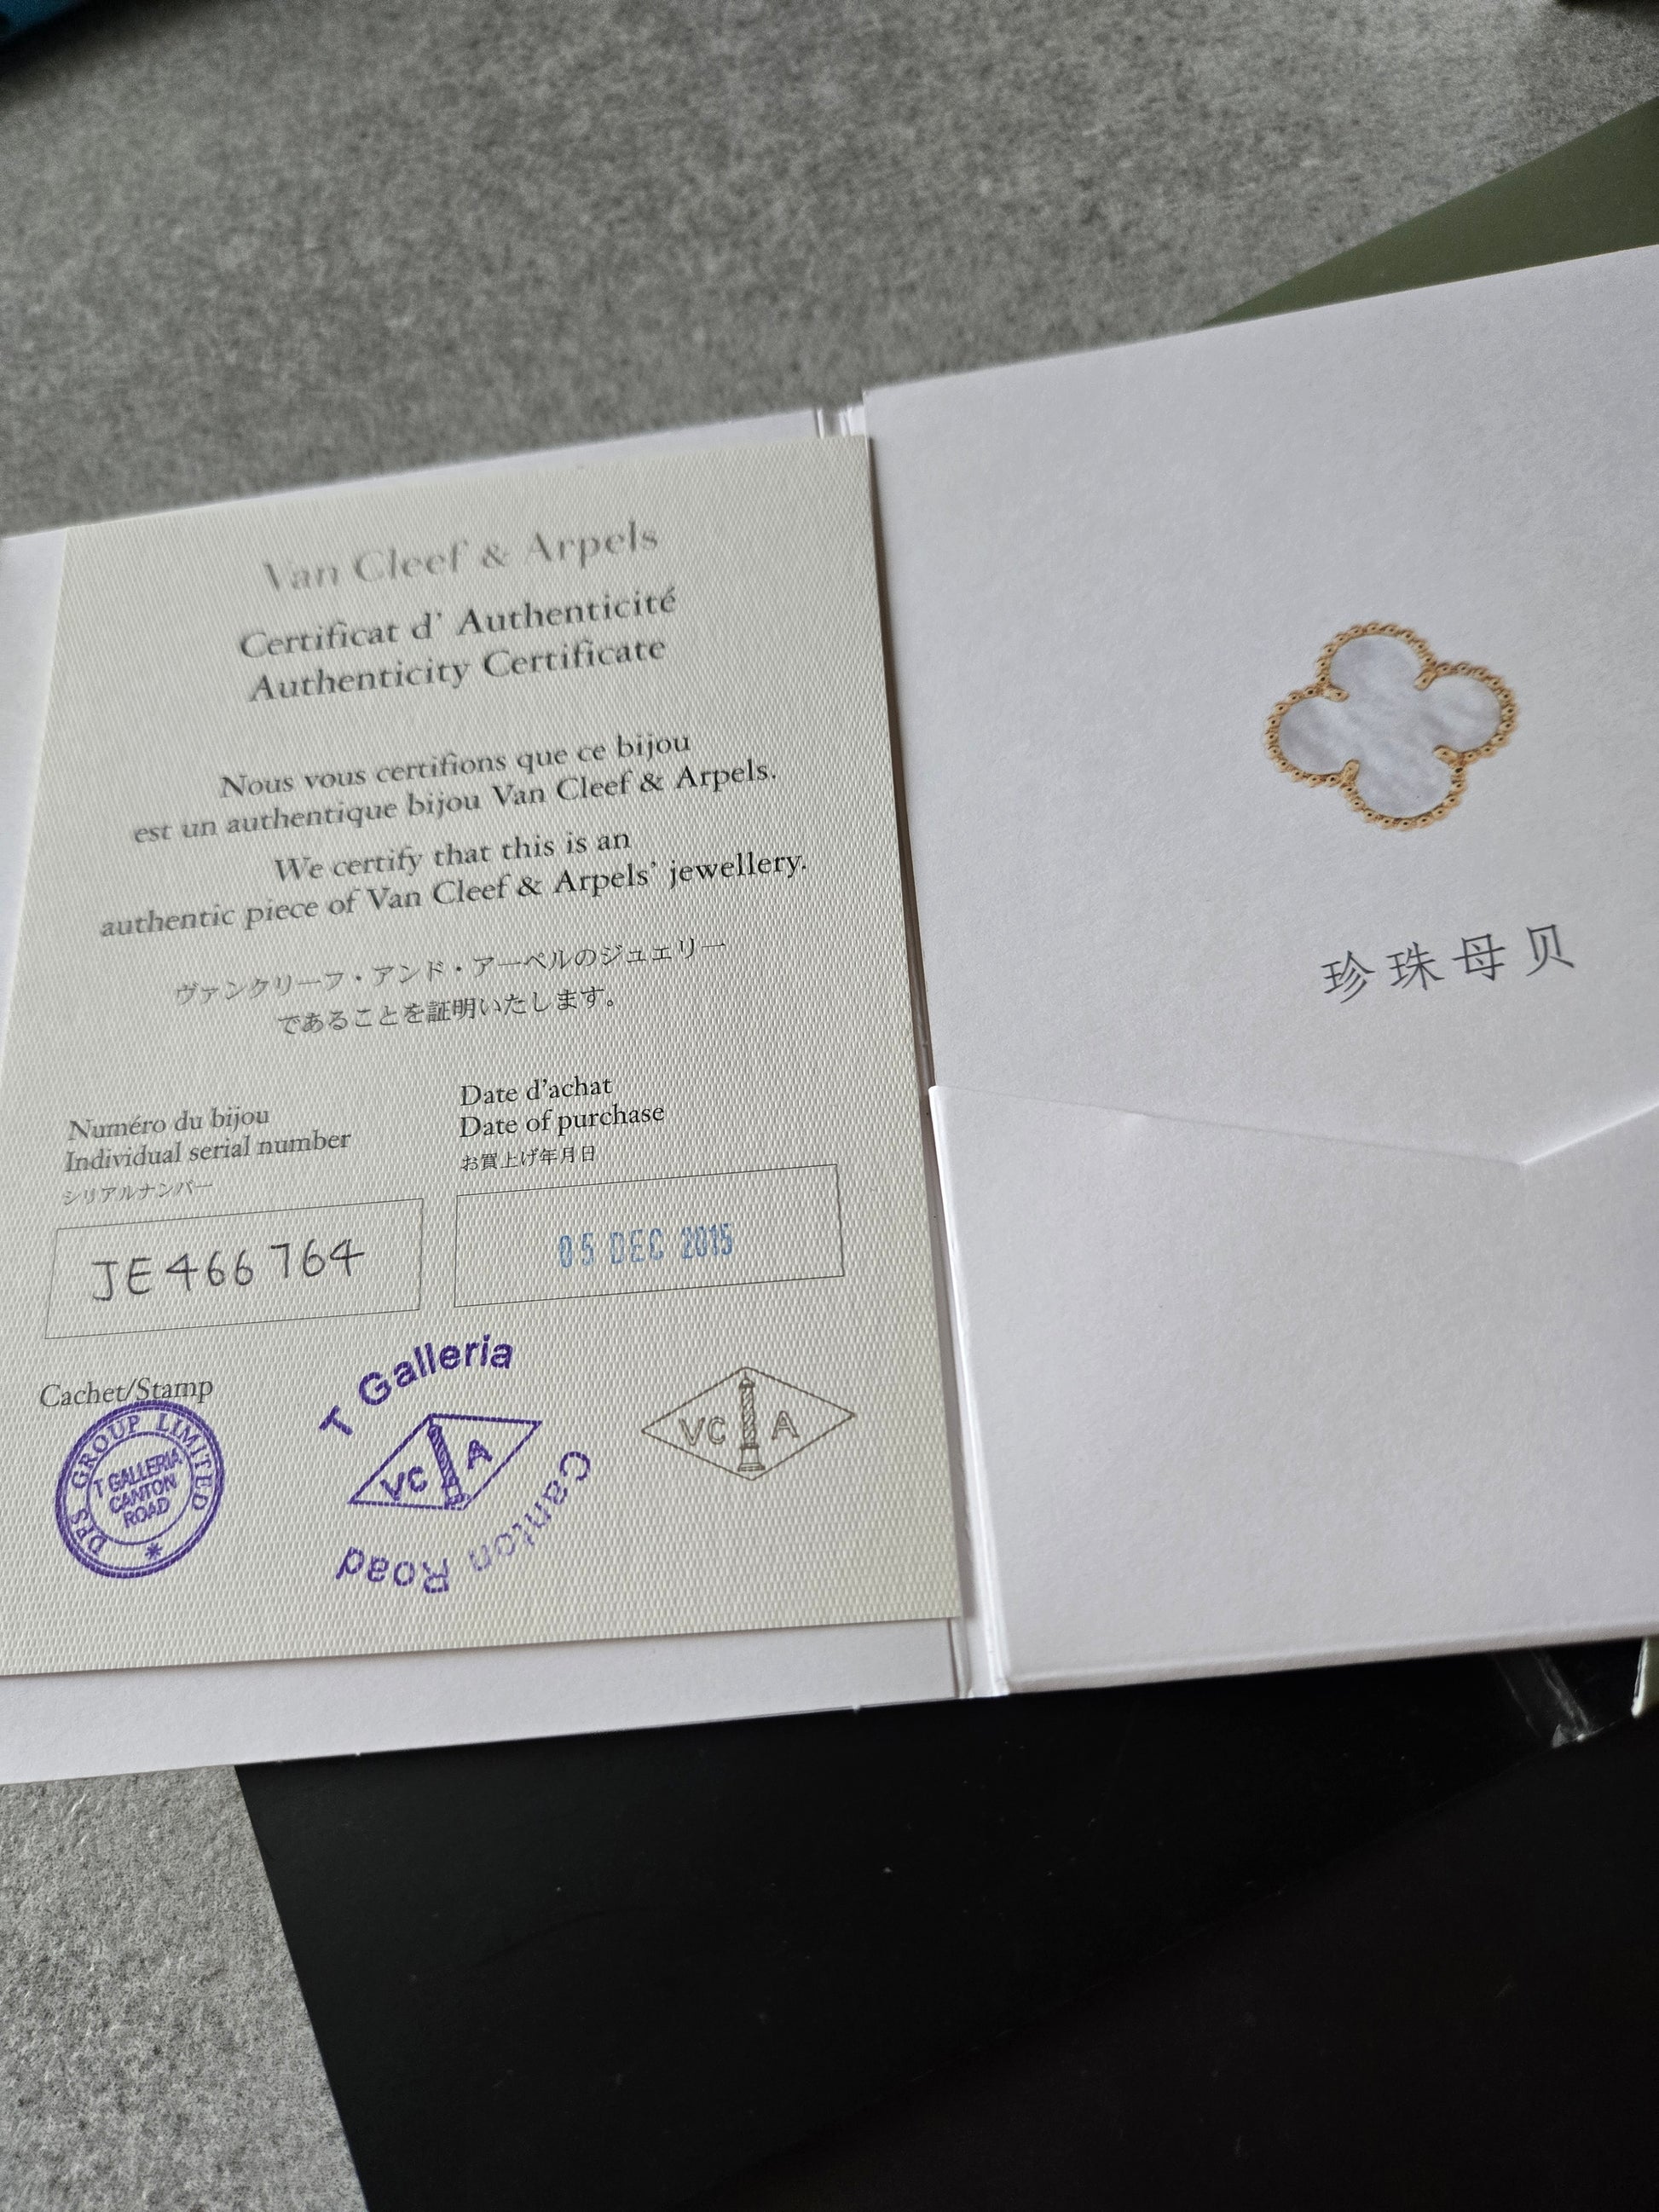 Van Cleef & Arpels
Certificat d' Authenticité
Authenticity Certificate
Nous vous certifions que ce bijou
est un authentique bijou Van Cleef & Arpels.
We certify that this is an
authentic piece of Van Cleef & Arpels' jewellery.
ヴァンクリーフ・アンド・アーペルのジュエリー
であることを証明いたします。
Numéro du bijou
Individual serial number
シリアルナンバー
JE466764
Date d'achat
Date of purchase
お買上げ年月日
05 DEC 2015
Cachet/Stamp
DFS GROUP LIMITED
T GALLERIA
CANTON
ROAD
*
T Galleria
VC A
Canton Road
VC A
珍珠母贝